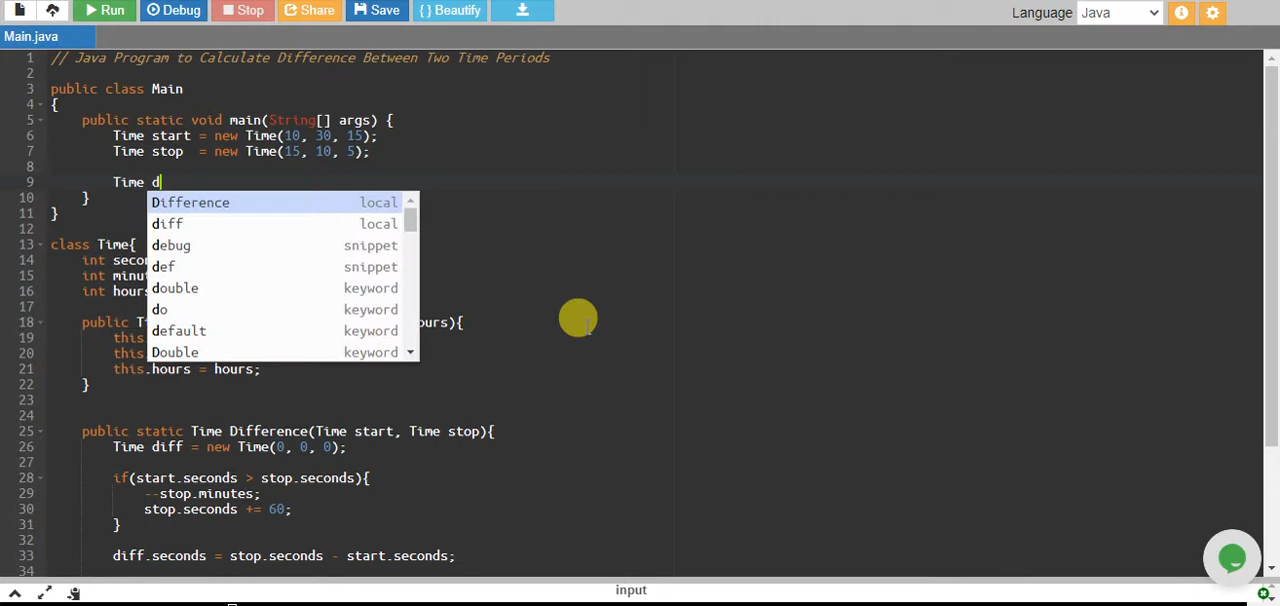 Run Debug Stop Share Save { } Beautify Language Java
Main.java
1 // Java Program to Calculate Difference Between Two Time Periods
2
3 public class Main
4 {
5 public static void main(String[] args) {
6 Time start = new Time(10, 30, 15);
7 Time stop = new Time(15, 10, 5);
8
9 Time d
10 }
11 }
12
13 class Time{
14 int secon
15 int minut
16 int hours
17
18 public Ti ours){
19 this.
20 this.
21 this.hours = hours;
22 }
23
24
25 public static Time Difference(Time start, Time stop){
26 Time diff = new Time(0, 0, 0);
27
28 if(start.seconds > stop.seconds){
29 --stop.minutes;
30 stop.seconds += 60;
31 }
32
33 diff.seconds = stop.seconds - start.seconds;
34
Difference local
diff local
debug snippet
def snippet
double keyword
do keyword
default keyword
Double keyword
input